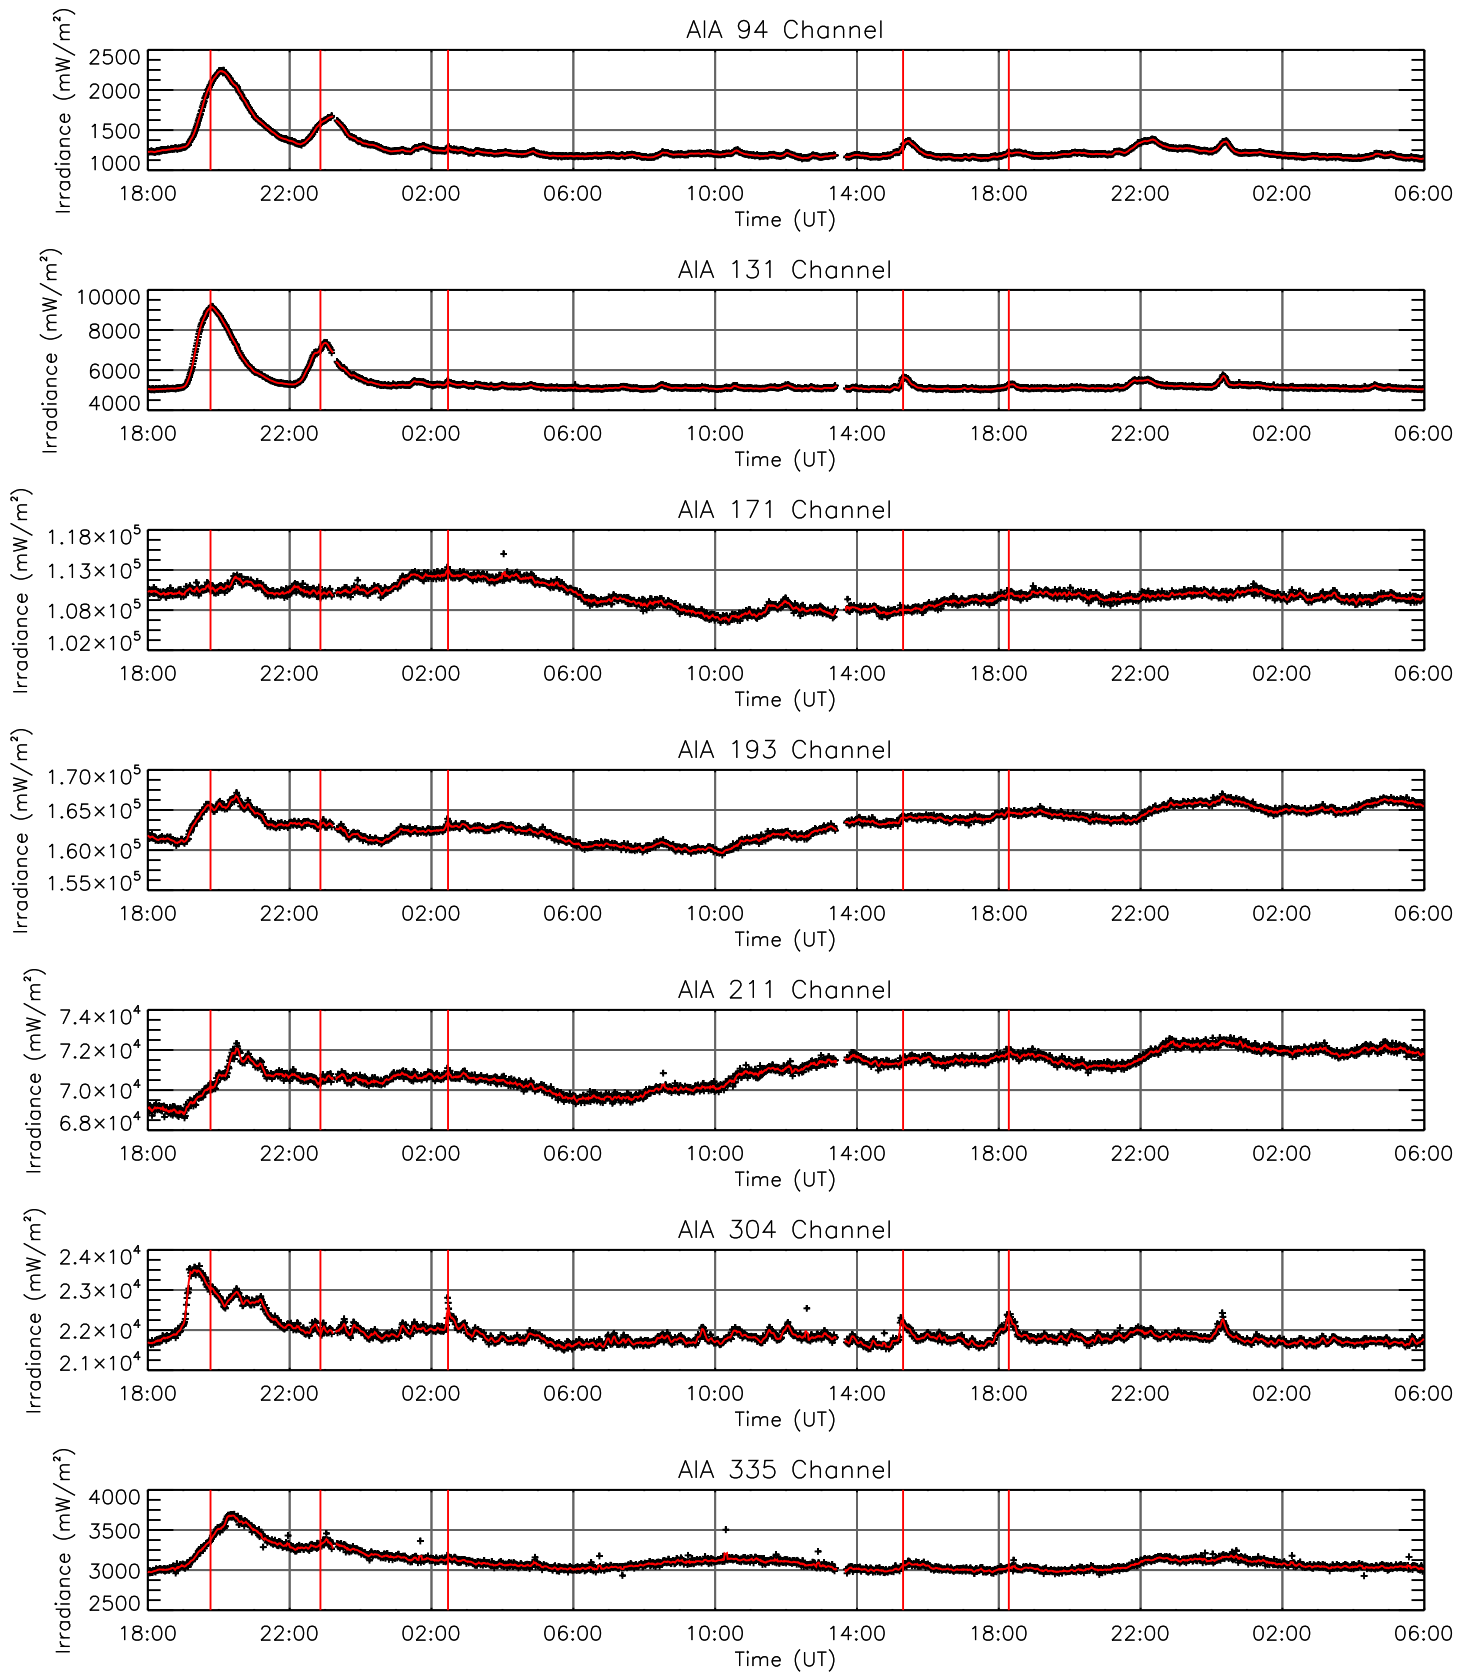 AIA 94 Channel
Irradiance (mW/m²)
2500
2000
1500
1000
18:00 22:00 02:00 06:00 10:00 14:00 18:00 22:00 02:00 06:00
Time (UT)
AIA 131 Channel
Irradiance (mW/m²)
10000
8000
6000
4000
18:00 22:00 02:00 06:00 10:00 14:00 18:00 22:00 02:00 06:00
Time (UT)
AIA 171 Channel
Irradiance (mW/m²)
1.18×10⁵
1.13×10⁵
1.08×10⁵
1.02×10⁵
18:00 22:00 02:00 06:00 10:00 14:00 18:00 22:00 02:00 06:00
Time (UT)
AIA 193 Channel
Irradiance (mW/m²)
1.70×10⁵
1.65×10⁵
1.60×10⁵
1.55×10⁵
18:00 22:00 02:00 06:00 10:00 14:00 18:00 22:00 02:00 06:00
Time (UT)
AIA 211 Channel
Irradiance (mW/m²)
7.4×10⁴
7.2×10⁴
7.0×10⁴
6.8×10⁴
18:00 22:00 02:00 06:00 10:00 14:00 18:00 22:00 02:00 06:00
Time (UT)
AIA 304 Channel
Irradiance (mW/m²)
2.4×10⁴
2.3×10⁴
2.2×10⁴
2.1×10⁴
18:00 22:00 02:00 06:00 10:00 14:00 18:00 22:00 02:00 06:00
Time (UT)
AIA 335 Channel
Irradiance (mW/m²)
4000
3500
3000
2500
18:00 22:00 02:00 06:00 10:00 14:00 18:00 22:00 02:00 06:00
Time (UT)